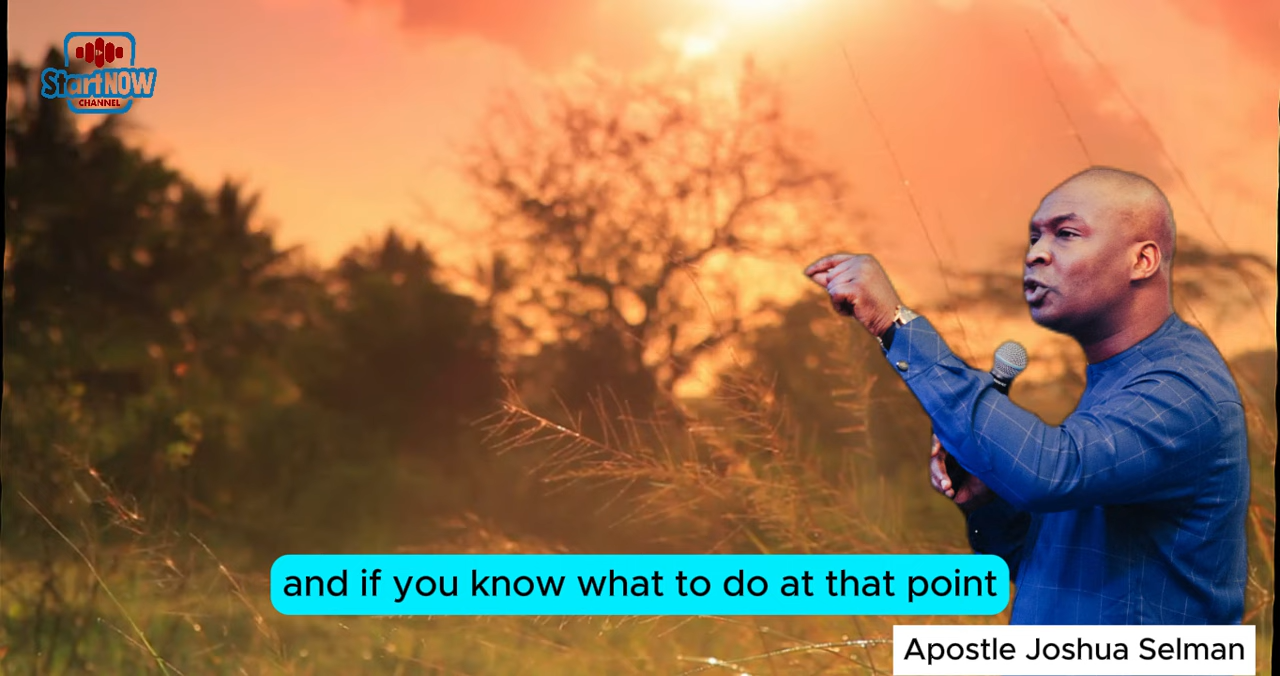 StartNOW
CHANNEL
and if you know what to do at that point
Apostle Joshua Selman